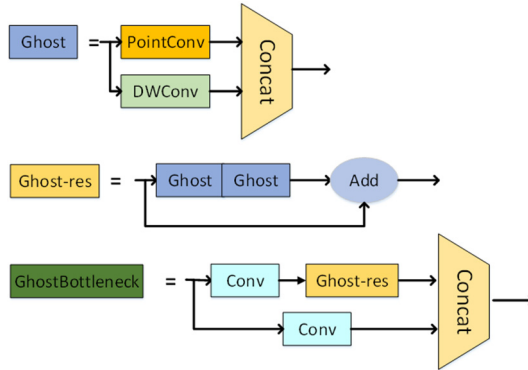 Ghost = PointConv
DWConv
Concat
Ghost-res = Ghost Ghost Add
GhostBottleneck = Conv Ghost-res
Conv
Concat